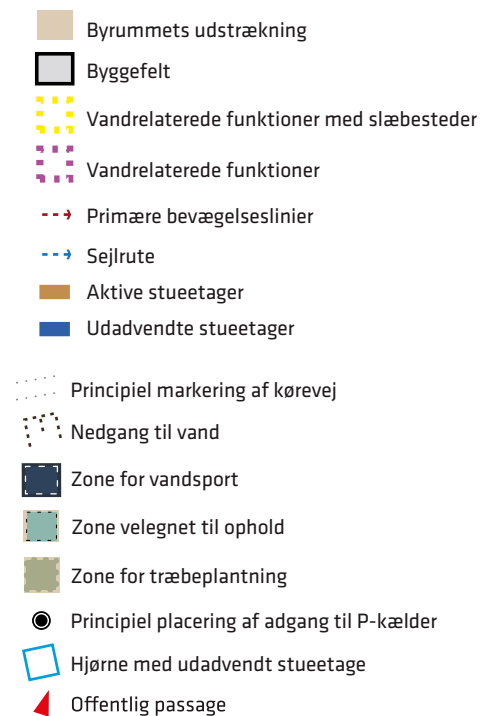 Byrummets udstrækning
Byggefelt
Vandrelaterede funktioner med slæbesteder
Vandrelaterede funktioner
Primære bevægelseslinier
Sejlrute
Aktive stueetager
Udadvendte stueetager
Principiel markering af kørevej
Nedgang til vand
Zone for vandsport
Zone velegnet til ophold
Zone for træbeplantning
Principiel placering af adgang til P-kælder
Hjørne med udadvendt stueetage
Offentlig passage